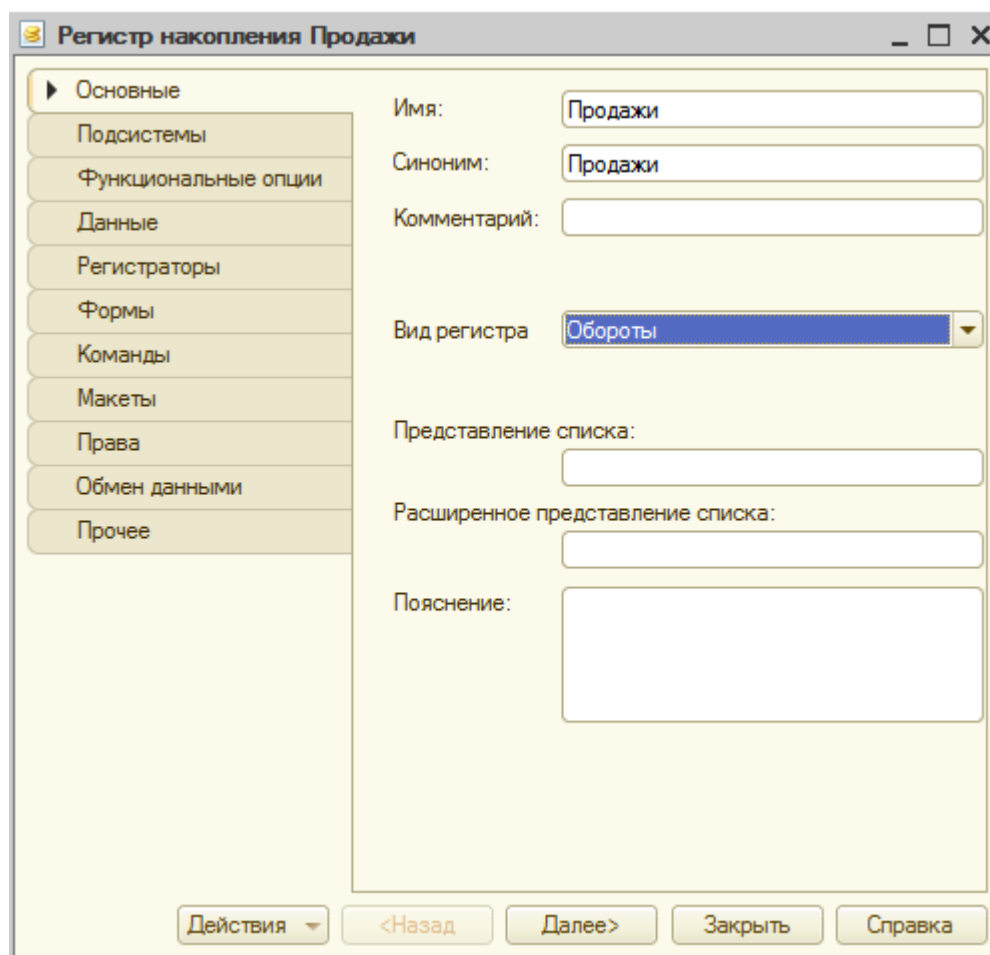 Регистр накопления Продажи
Основные
Подсистемы
Функциональные опции
Данные
Регистраторы
Формы
Команды
Макеты
Права
Обмен данными
Прочее
Имя: Продажи
Синоним: Продажи
Комментарий:
Вид регистра Обороты
Представление списка:
Расширенное представление списка:
Пояснение:
Действия <Назад Далее> Закрыть Справка